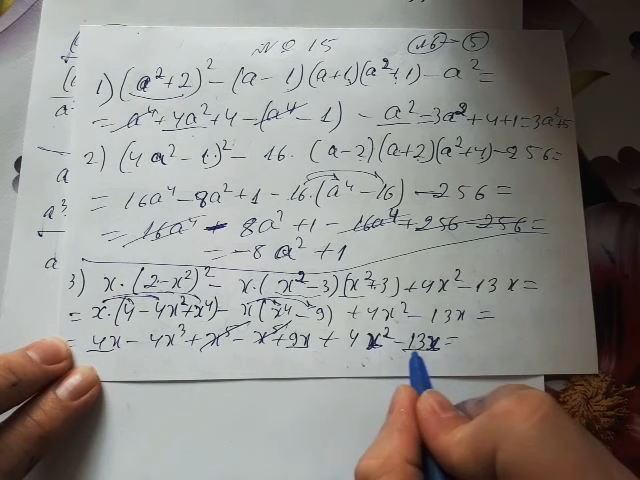 № 15
(16)-(5)
1) (a²+2)² - (a-1)(a+1)(a²+1) - a² =
= a⁴+4a²+4 - (a⁴-1) - a² = 3a²+4+1 = 3a²+5
2) (4a²-1)² - 16·(a-2)(a+2)(a²+4) - 256 =
= 16a⁴ - 8a²+1 - 16·(a⁴-16) - 256 =
= 16a⁴ - 8a²+1 - 16a⁴+256-256 =
= -8a²+1
3) x·(2-x²)² - x·(x²-3)(x²+3)+4x²-13x =
= x·(4-4x²+x⁴) - x(x⁴-9)+4x²-13x =
= 4x-4x³+x⁵-x⁵+9x+4x²-13x =
a
a²
a